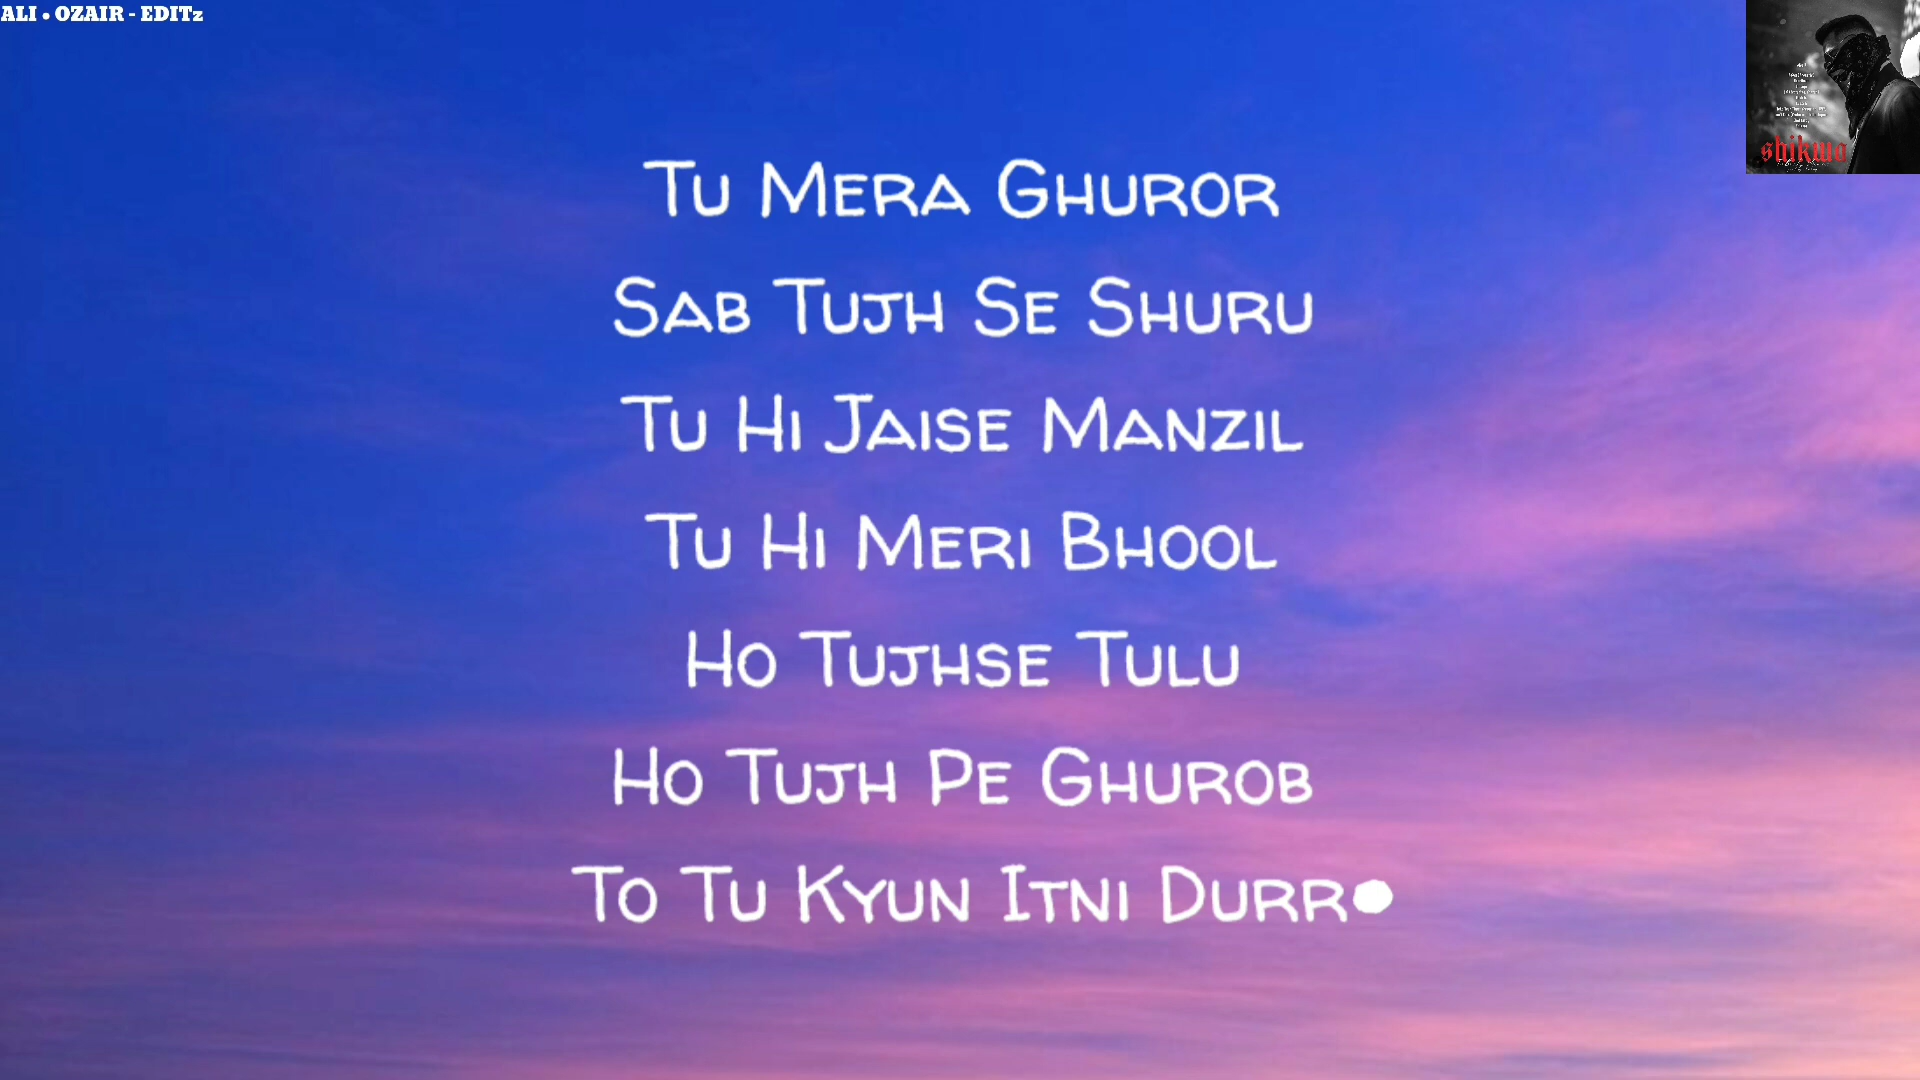 ALI • OZAIR - EDITz
TU MERA GHUROR
SAB TUJH SE SHURU
TU HI JAISE MANZIL
TU HI MERI BHOOL
HO TUJHSE TULU
HO TUJH PE GHUROB
TO TU KYUN ITNI DURR●
shikwa